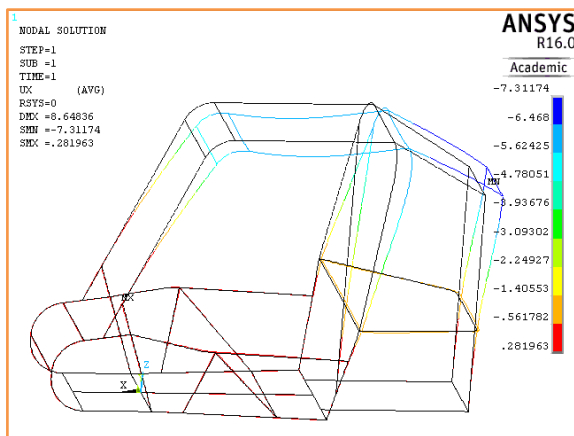 1
NODAL SOLUTION
STEP=1
SUB =1
TIME=1
UX (AVG)
RSYS=0
DMX =8.64836
SMN =-7.31174
SMX =.281963
ANSYS
R16.0
Academic
-7.31174
-6.468
-5.62425
-4.78051
-3.93676
-3.09302
-2.24927
-1.40553
-.561782
.281963
MN
MX
Z
X